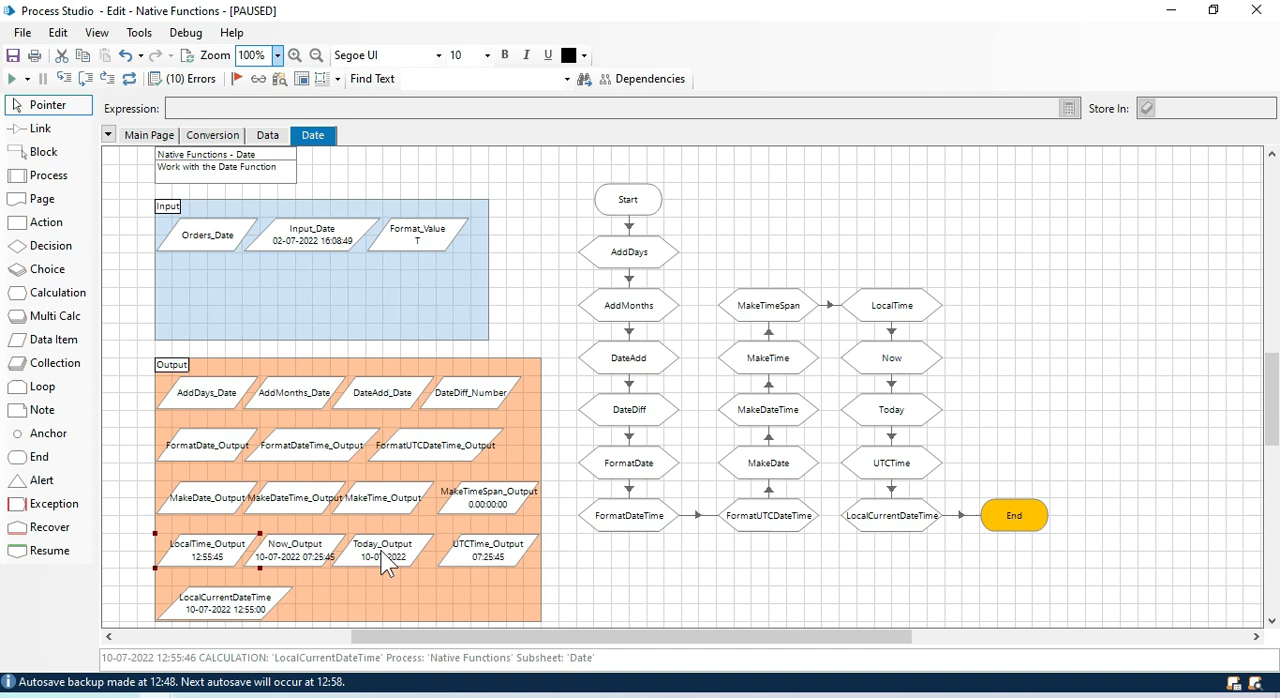 Process Studio - Edit - Native Functions - [PAUSED]
File Edit View Tools Debug Help
Zoom 100% Segoe UI 10 B I U
(10) Errors Find Text Dependencies
Pointer
Link
Block
Process
Page
Action
Decision
Choice
Calculation
Multi Calc
Data Item
Collection
Loop
Note
Anchor
End
Alert
Exception
Recover
Resume
Expression: Store In:
Main Page Conversion Data Date
Native Functions - Date
Work with the Date Function
Input
Orders_Date
Input_Date
02-07-2022 16:08:49
Format_Value
T
Output
AddDays_Date
AddMonths_Date
DateAdd_Date
DateDiff_Number
FormatDate_Output
FormatDateTime_Output
FormatUTCDateTime_Output
MakeDate_Output
MakeDateTime_Output
MakeTime_Output
MakeTimeSpan_Output
0.00:00:00
LocalTime_Output
12:55:45
Now_Output
10-07-2022 07:25:45
Today_Output
10-07-2022
UTCTime_Output
07:25:45
LocalCurrentDateTime
10-07-2022 12:55:00
Start
AddDays
AddMonths
DateAdd
DateDiff
FormatDate
FormatDateTime
FormatUTCDateTime
MakeDate
MakeDateTime
MakeTime
MakeTimeSpan
LocalTime
Now
Today
UTCTime
LocalCurrentDateTime
End
10-07-2022 12:55:46 CALCULATION: 'LocalCurrentDateTime' Process: 'Native Functions' Subsheet: 'Date'
Autosave backup made at 12:48. Next autosave will occur at 12:58.